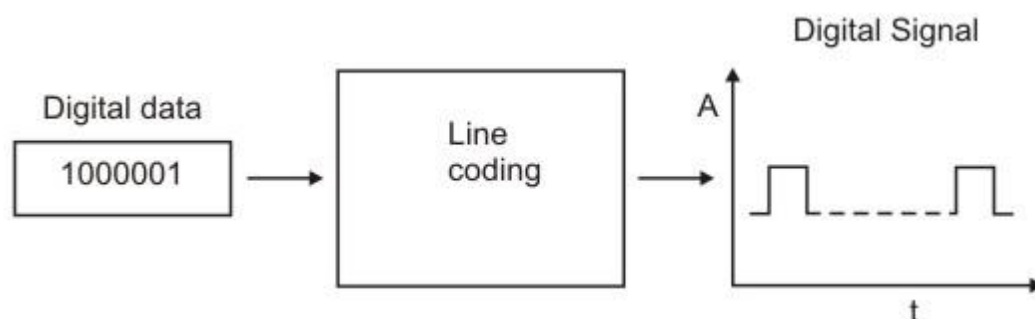 Digital Signal
Digital data
1000001
Line
coding
A
t